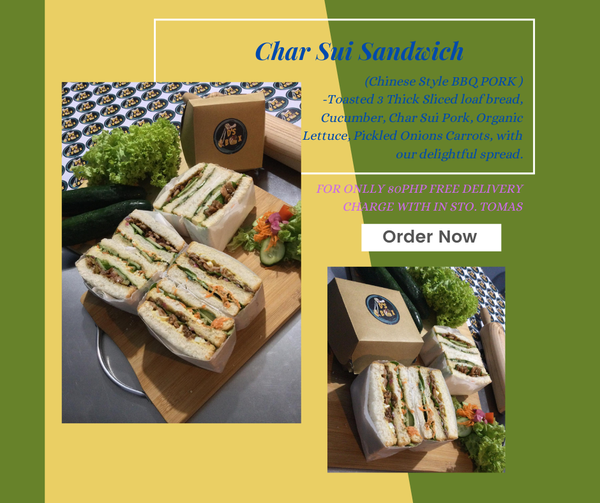 Char Sui Sandwich
(Chinese Style BBQ PORK )
-Toasted 3 Thick Sliced loaf bread,
Cucumber, Char Sui Pork, Organic
Lettuce, Pickled Onions Carrots, with
our delightful spread.
FOR ONLLY 80PHP FREE DELIVERY
CHARGE WITH IN STO. TOMAS
Order Now